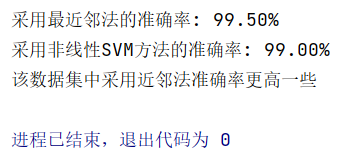 采用最近邻法的准确率: 99.50%
采用非线性SVM方法的准确率: 99.00%
该数据集中采用近邻法准确率更高一些
进程已结束，退出代码为 0